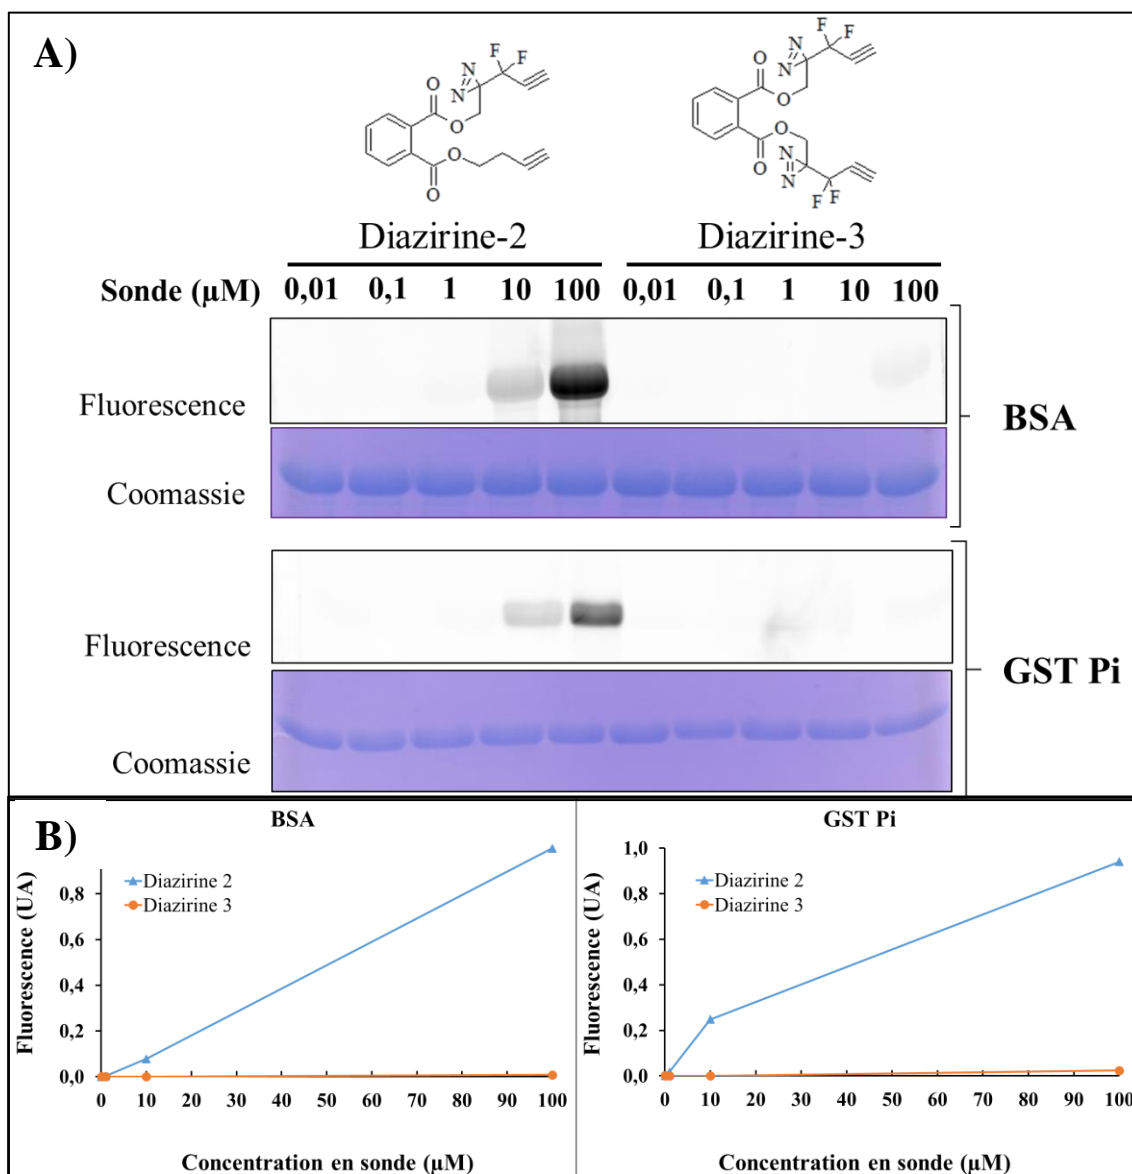 A)
N
N
F
F
O
O
O
O
N
N
F
F
O
O
O
O
N
N
F
F
Diazirine-2 Diazirine-3
Sonde (µM) 0,01 0,1 1 10 100 0,01 0,1 1 10 100
Fluorescence
BSA
Coomassie
Fluorescence
GST Pi
Coomassie
B)
BSA
Fluorescence (UA)
0,8
0,6
0,4
0,2
0,0
Diazirine 2
Diazirine 3
0 10 20 30 40 50 60 70 80 90 100
Concentration en sonde (µM)
GST Pi
Fluorescence (UA)
1,0
0,8
0,6
0,4
0,2
0,0
Diazirine 2
Diazirine 3
0 10 20 30 40 50 60 70 80 90 100
Concentration en sonde (µM)